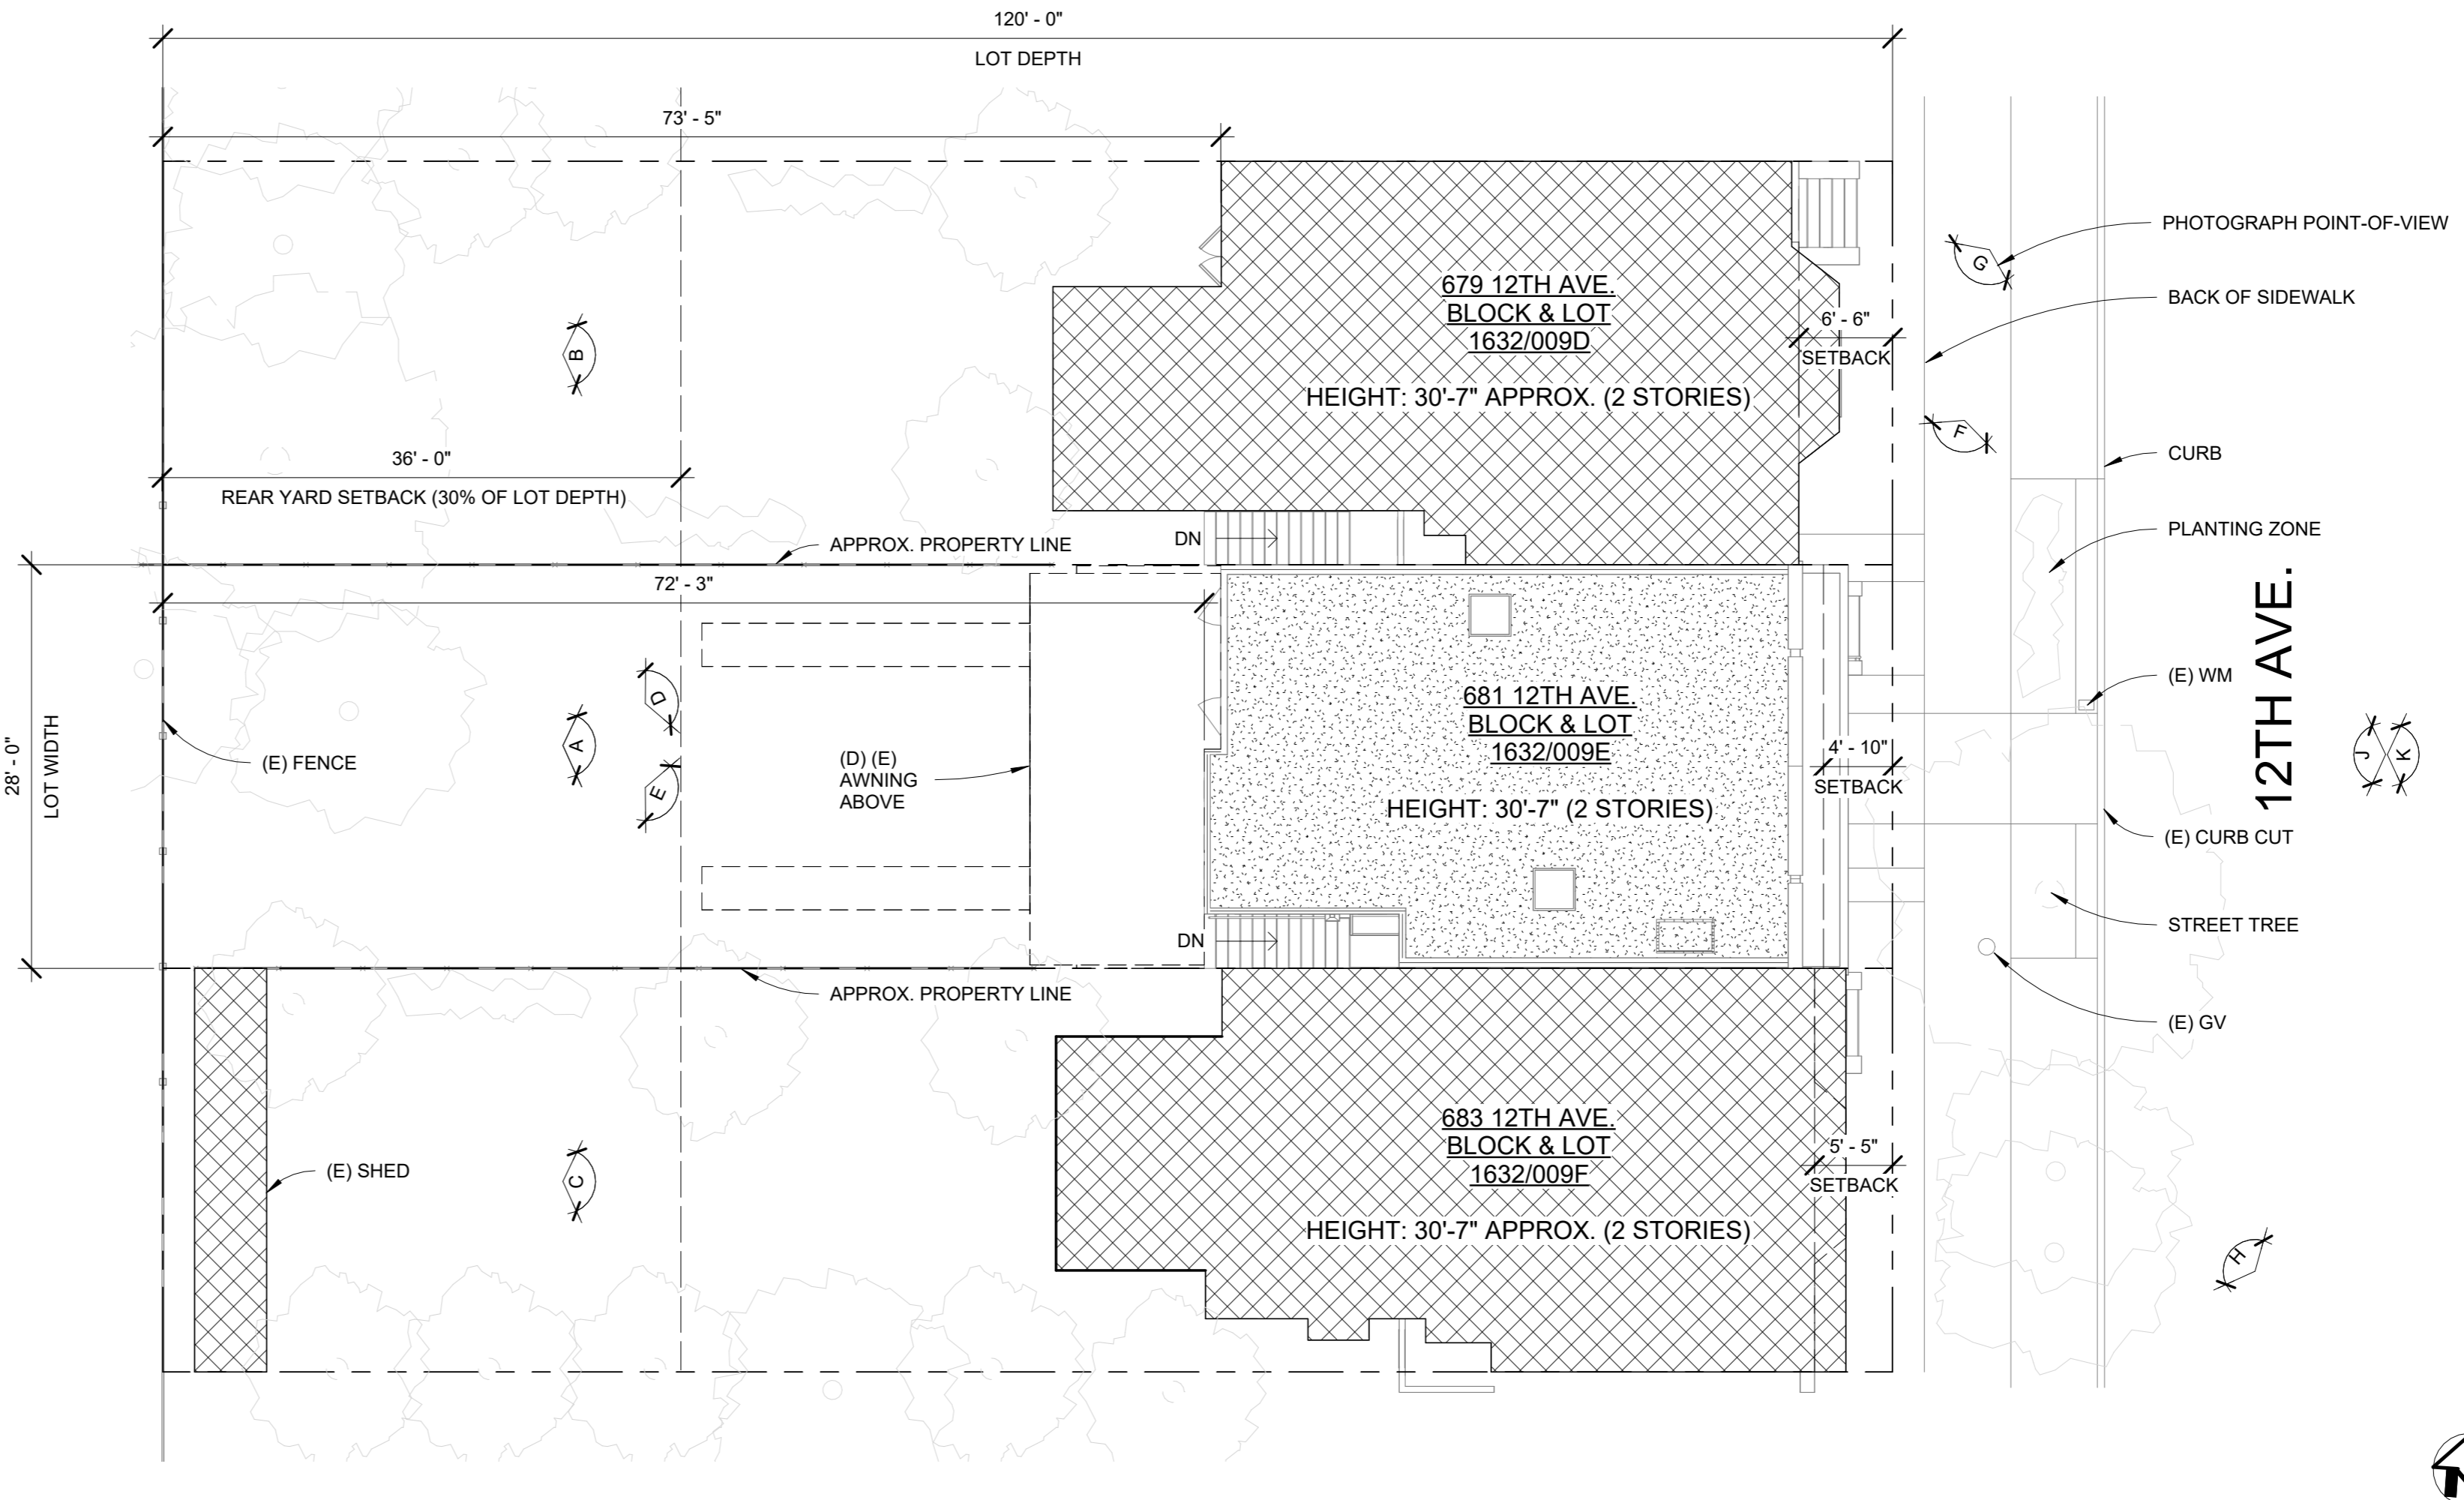 120' - 0"
LOT DEPTH
73' - 5"
PHOTOGRAPH POINT-OF-VIEW
G
679 12TH AVE.
BLOCK & LOT
1632/009D
BACK OF SIDEWALK
6' - 6"
SETBACK
B
HEIGHT: 30'-7" APPROX. (2 STORIES)
F
CURB
36' - 0"
REAR YARD SETBACK (30% OF LOT DEPTH)
PLANTING ZONE
DN
APPROX. PROPERTY LINE
72' - 3"
12TH AVE.
(E) WM
681 12TH AVE.
BLOCK & LOT
1632/009E
D
A
E
28' - 0"
LOT WIDTH
(E) FENCE
(D) (E)
AWNING
ABOVE
4' - 10"
SETBACK
J
K
HEIGHT: 30'-7" (2 STORIES)
(E) CURB CUT
STREET TREE
DN
APPROX. PROPERTY LINE
(E) GV
683 12TH AVE.
BLOCK & LOT
1632/009F
5' - 5"
SETBACK
(E) SHED
C
HEIGHT: 30'-7" APPROX. (2 STORIES)
H